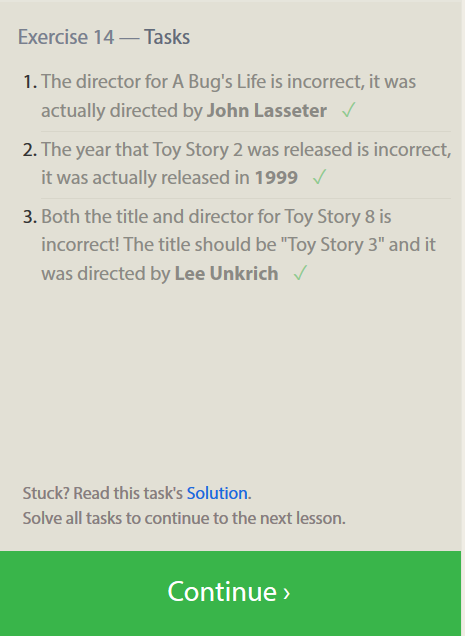 Exercise 14 — Tasks
1. The director for A Bug's Life is incorrect, it was
actually directed by John Lasseter ✓
2. The year that Toy Story 2 was released is incorrect,
it was actually released in 1999 ✓
3. Both the title and director for Toy Story 8 is
incorrect! The title should be "Toy Story 3" and it
was directed by Lee Unkrich ✓
Stuck? Read this task's Solution.
Solve all tasks to continue to the next lesson.
Continue ›